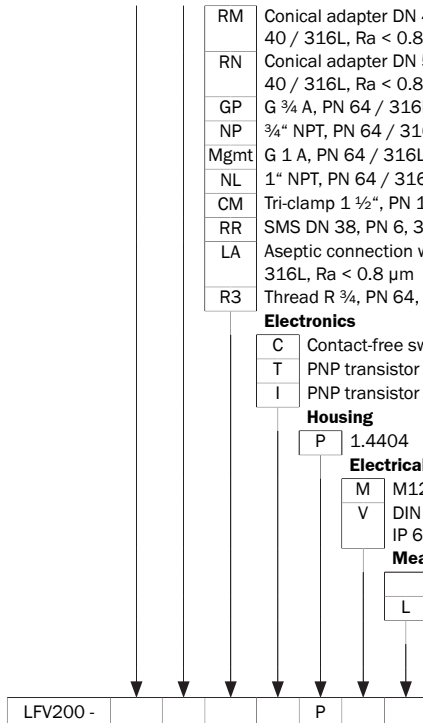 RM Conical adapter DN
40 / 316L, Ra < 0.8
RN Conical adapter DN
40 / 316L, Ra < 0.8
GP G ¾ A, PN 64 / 316
NP ¾“ NPT, PN 64 / 31
Mgmt G 1 A, PN 64 / 316L
NL 1“ NPT, PN 64 / 316
CM Tri-clamp 1 ½“, PN 1
RR SMS DN 38, PN 6, 3
LA Aseptic connection
316L, Ra < 0.8 μm
R3 Thread R ¾, PN 64,
Electronics
C Contact-free sw
T PNP transistor
I PNP transistor
Housing
P 1.4404
Electrical
M M12
V DIN
IP 6
Mea
L
LFV200 - P